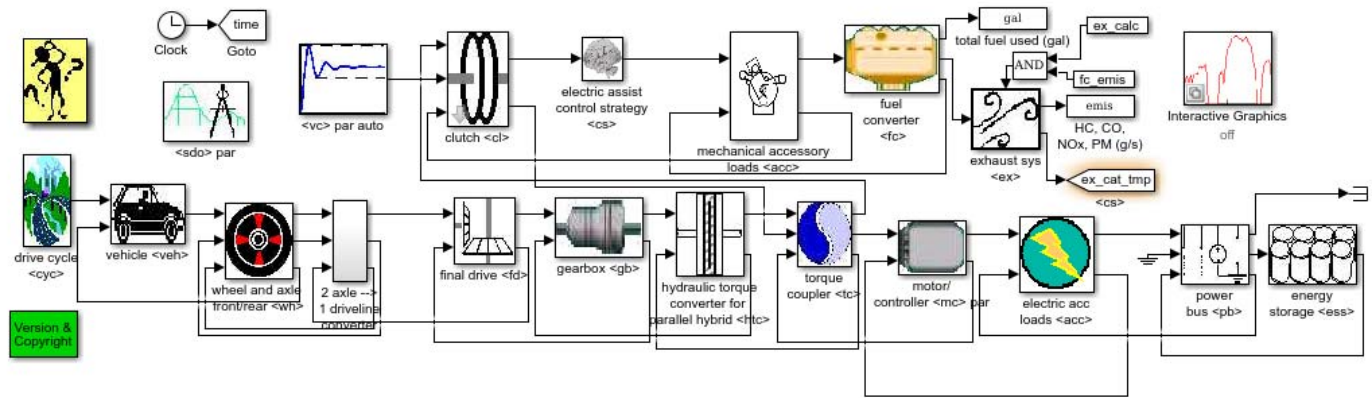 Clock
time
Goto
<vc> par auto
<sdo> par
clutch <cl>
electric assist
control strategy
<cs>
mechanical accessory
loads <acc>
fuel
converter
<fc>
gal
total fuel used (gal)
ex_calc
AND
fc_emis
emis
HC, CO,
NOx, PM (g/s)
exhaust sys
<ex>
ex_cat_tmp
<cs>
Interactive Graphics
off
drive cycle
<cyc>
vehicle <veh>
wheel and axle
front/rear <wh>
2 axle -->
1 driveline
converter
final drive <fd>
gearbox <gb>
hydraulic torque
converter for
parallel hybrid <htc>
torque
coupler <tc>
motor/
controller <mc> par
electric acc
loads <acc>
power
bus <pb>
energy
storage <ess>
Version &
Copyright